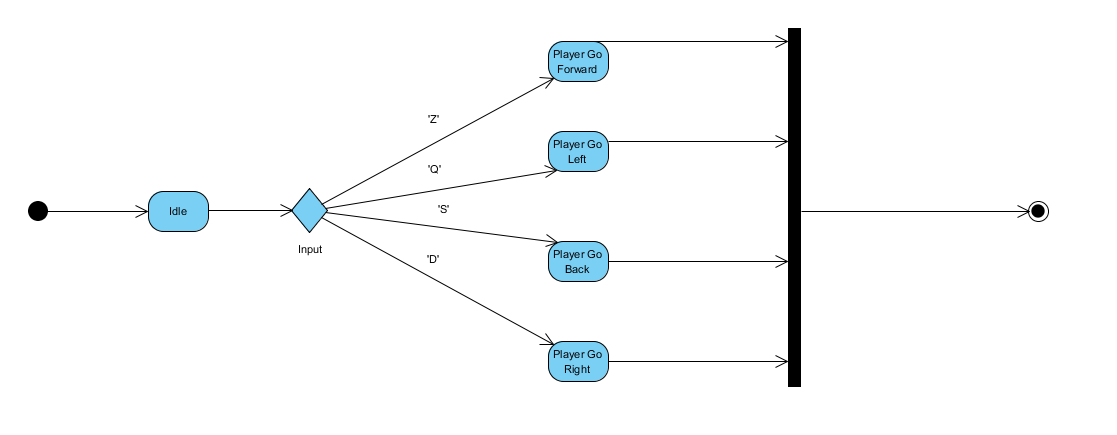 Player Go
Forward
'Z'
Player Go
Left
'Q'
Idle
'S'
Input
Player Go
Back
'D'
Player Go
Right